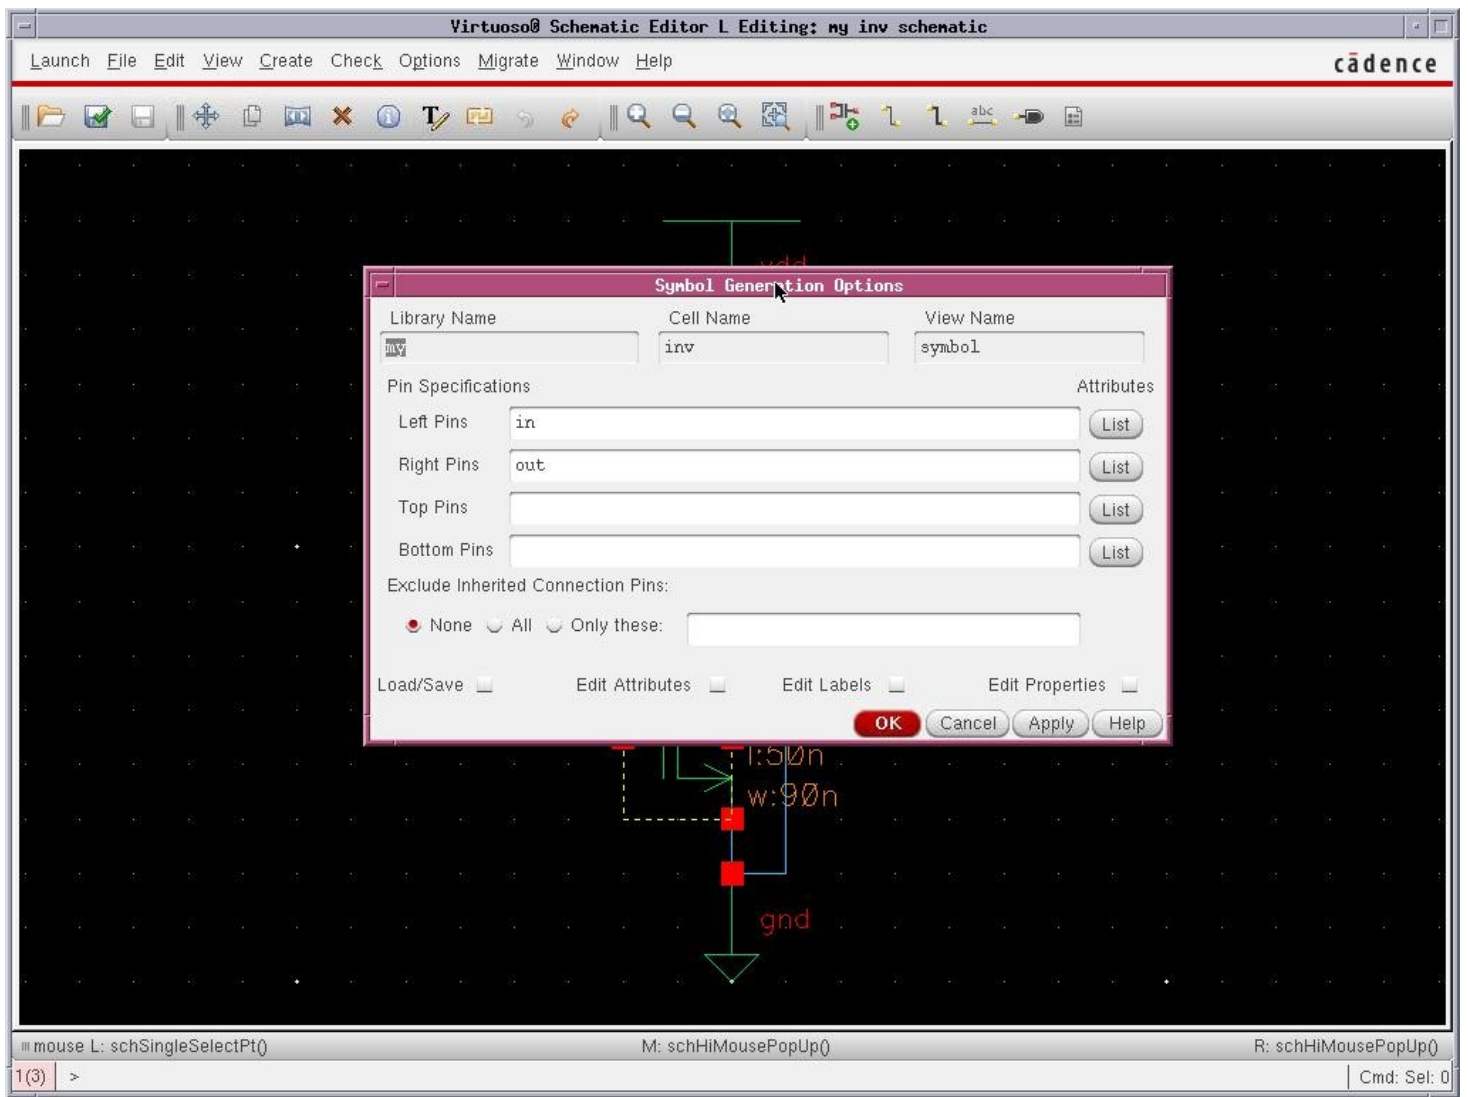 Virtuoso® Schematic Editor L Editing: my inv schematic
Launch File Edit View Create Check Options Migrate Window Help
cādence
abc
vdd
Symbol Generation Options
Library Name Cell Name View Name
my inv symbol
Pin Specifications Attributes
Left Pins in List
Right Pins out List
Top Pins List
Bottom Pins List
Exclude Inherited Connection Pins:
None All Only these:
Load/Save Edit Attributes Edit Labels Edit Properties
OK Cancel Apply Help
l:50n
w:90n
gnd
mouse L: schSingleSelectPt() M: schHiMousePopUp() R: schHiMousePopUp()
1(3) > Cmd: Sel: 0